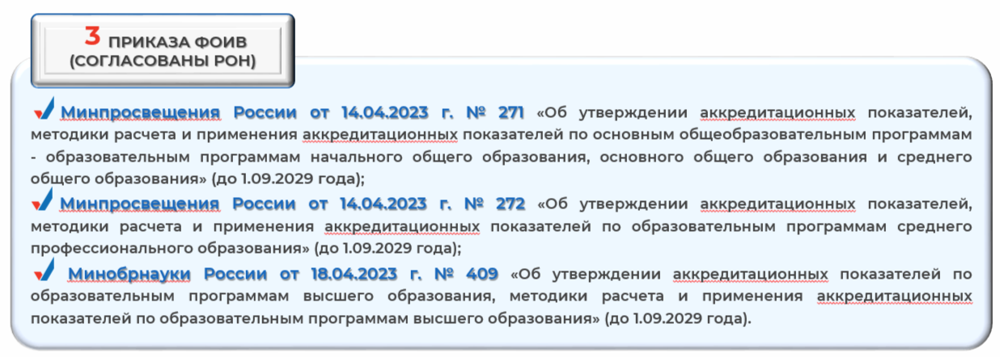 3 ПРИКАЗА ФОИВ
(СОГЛАСОВАНЫ РОН)
Минпросвещения России от 14.04.2023 г. № 271 «Об утверждении аккредитационных показателей,
методики расчета и применения аккредитационных показателей по основным общеобразовательным программам
- образовательным программам начального общего образования, основного общего образования и среднего
общего образования» (до 1.09.2029 года);
Минпросвещения России от 14.04.2023 г. № 272 «Об утверждении аккредитационных показателей,
методики расчета и применения аккредитационных показателей по образовательным программам среднего
профессионального образования» (до 1.09.2029 года);
Минобрнауки России от 18.04.2023 г. № 409 «Об утверждении аккредитационных показателей по
образовательным программам высшего образования, методики расчета и применения аккредитационных
показателей по образовательным программам высшего образования» (до 1.09.2029 года).